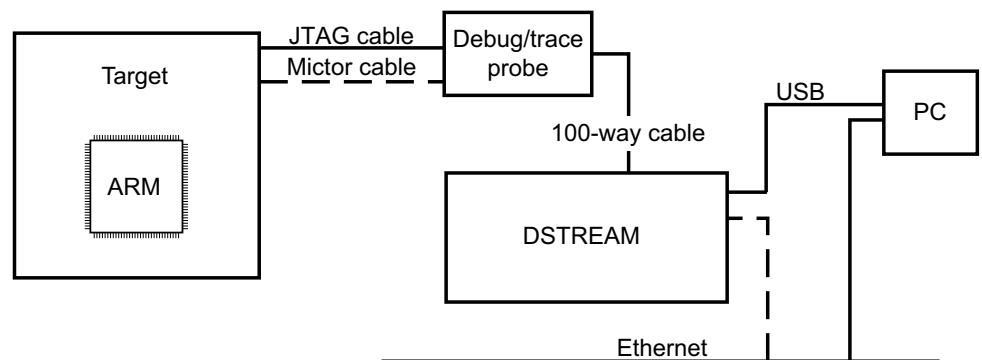 JTAG cable
Mictor cable
Target
ARM
Debug/trace
probe
100-way cable
USB
PC
DSTREAM
Ethernet